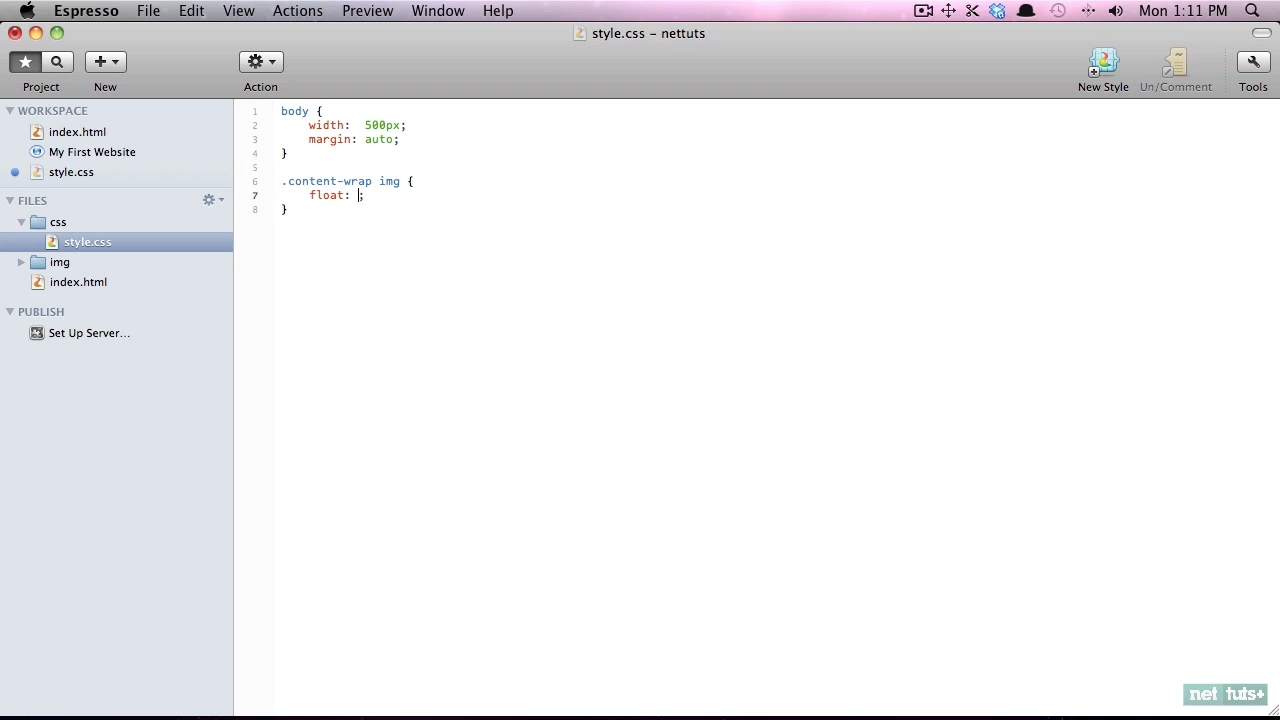 Espresso File Edit View Actions Preview Window Help Mon 1:11 PM
style.css – nettuts
Project New Action New Style Un/Comment Tools
WORKSPACE
index.html
My First Website
style.css
FILES
css
style.css
img
index.html
PUBLISH
Set Up Server...
1 body {
2 width: 500px;
3 margin: auto;
4 }
5
6 .content-wrap img {
7 float: ;
8 }
net tuts+